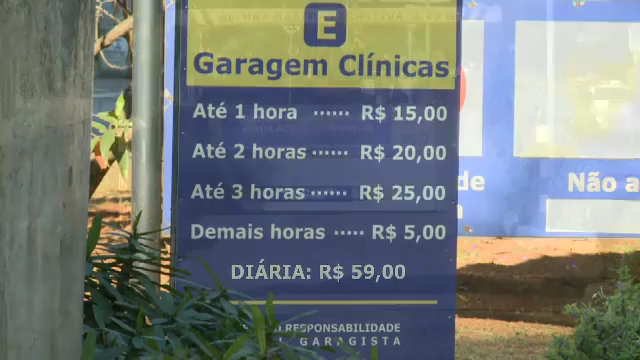 E
Garagem Clínicas
Até 1 hora ...... R$ 15,00
Até 2 horas ...... R$ 20,00
Até 3 horas ...... R$ 25,00
Demais horas ..... R$ 5,00
DIÁRIA: R$ 59,00
RESPONSABILIDADE
GARAGISTA
de
Não a